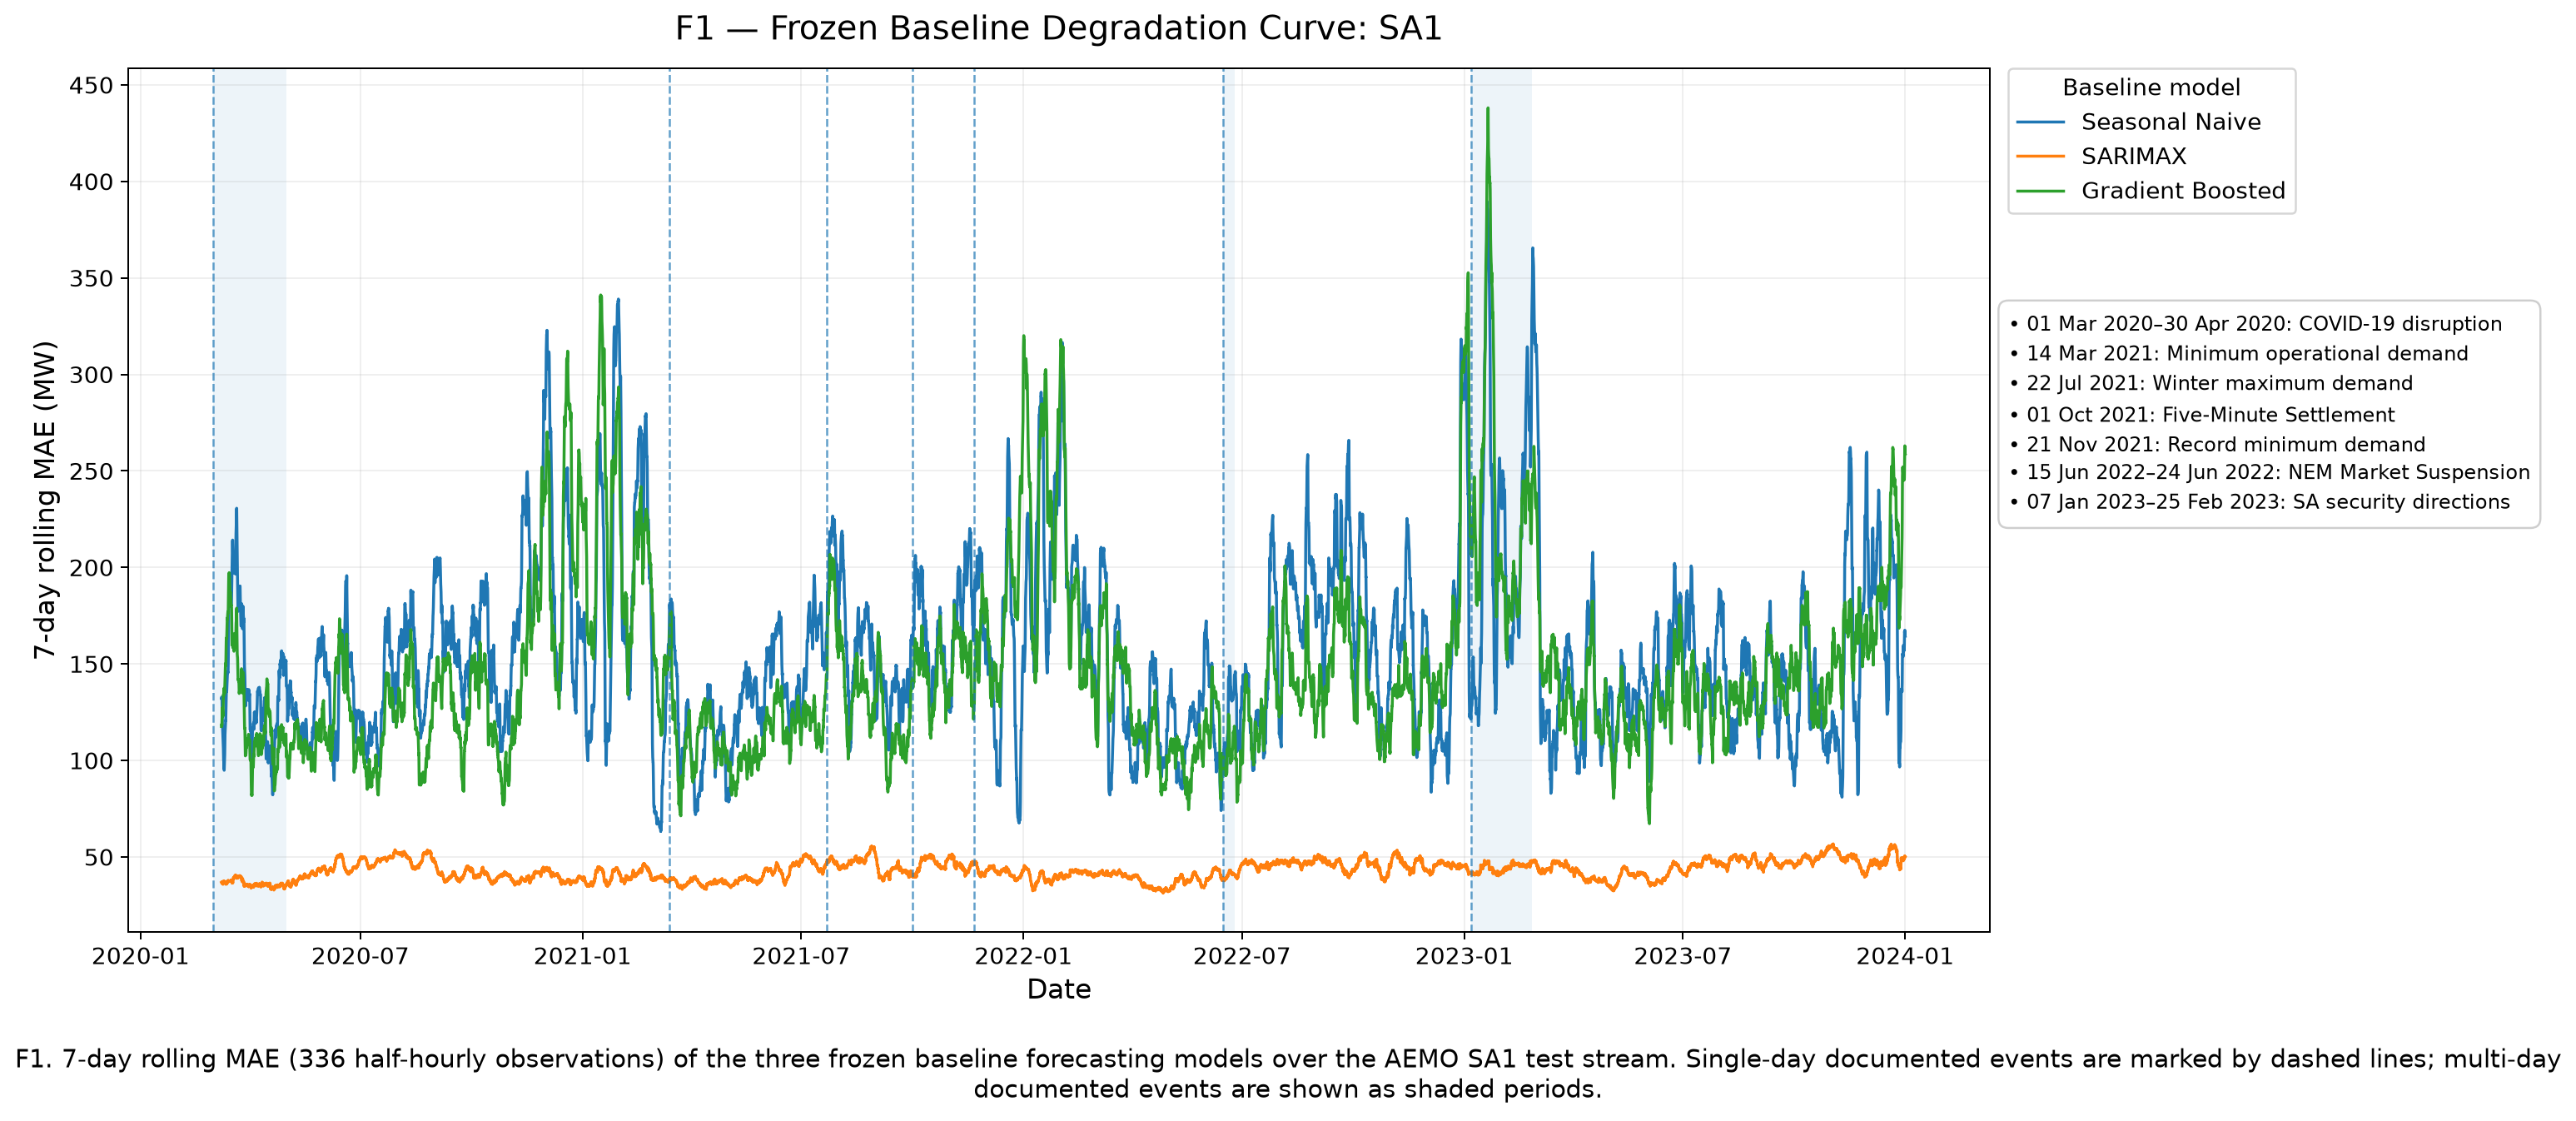 F1 — Frozen Baseline Degradation Curve: SA1
450
400
350
300
250
200
150
100
50
7-day rolling MAE (MW)
2020-01
2020-07
2021-01
2021-07
2022-01
2022-07
2023-01
2023-07
2024-01
Date
Baseline model
Seasonal Naive
SARIMAX
Gradient Boosted
• 01 Mar 2020–30 Apr 2020: COVID-19 disruption
• 14 Mar 2021: Minimum operational demand
• 22 Jul 2021: Winter maximum demand
• 01 Oct 2021: Five-Minute Settlement
• 21 Nov 2021: Record minimum demand
• 15 Jun 2022–24 Jun 2022: NEM Market Suspension
• 07 Jan 2023–25 Feb 2023: SA security directions
F1. 7-day rolling MAE (336 half-hourly observations) of the three frozen baseline forecasting models over the AEMO SA1 test stream. Single-day documented events are marked by dashed lines; multi-day
documented events are shown as shaded periods.